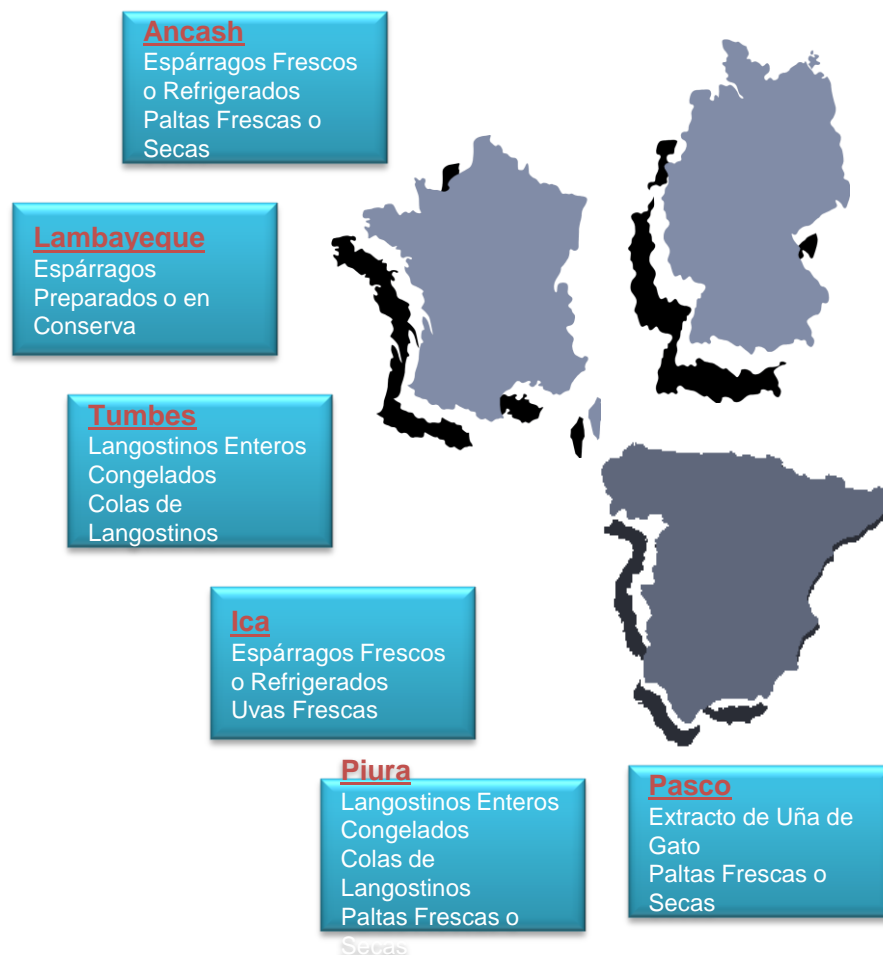 Ancash
Espárragos Frescos
o Refrigerados
Paltas Frescas o
Secas
Lambayeque
Espárragos
Preparados o en
Conserva
Tumbes
Langostinos Enteros
Congelados
Colas de
Langostinos
Ica
Espárragos Frescos
o Refrigerados
Uvas Frescas
Piura
Langostinos Enteros
Congelados
Colas de
Langostinos
Paltas Frescas o
Secas
Pasco
Extracto de Uña de
Gato
Paltas Frescas o
Secas